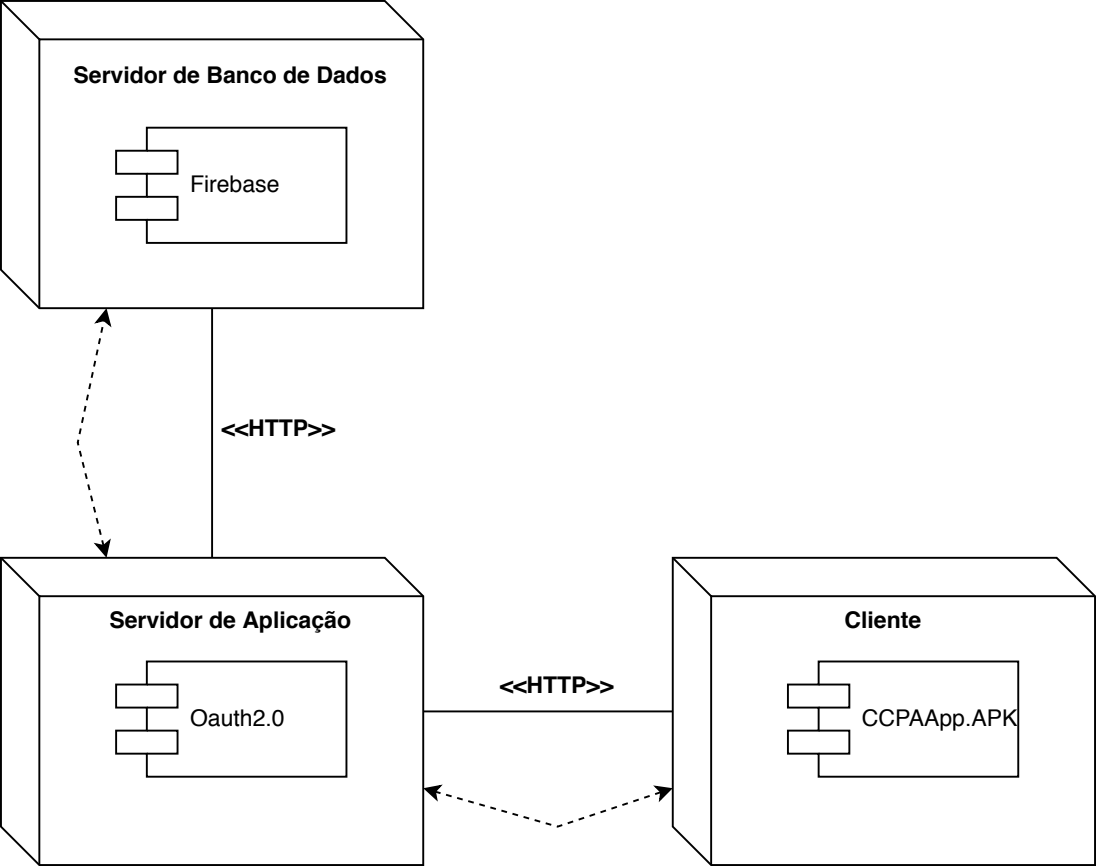 Servidor de Banco de Dados
Firebase
<<HTTP>>
Servidor de Aplicação
Oauth2.0
<<HTTP>>
Cliente
CCPAApp.APK